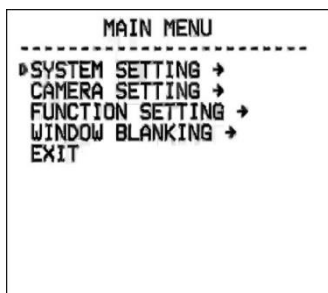 MAIN MENU
SYSTEM SETTING →
CAMERA SETTING →
FUNCTION SETTING →
WINDOW BLANKING →
EXIT